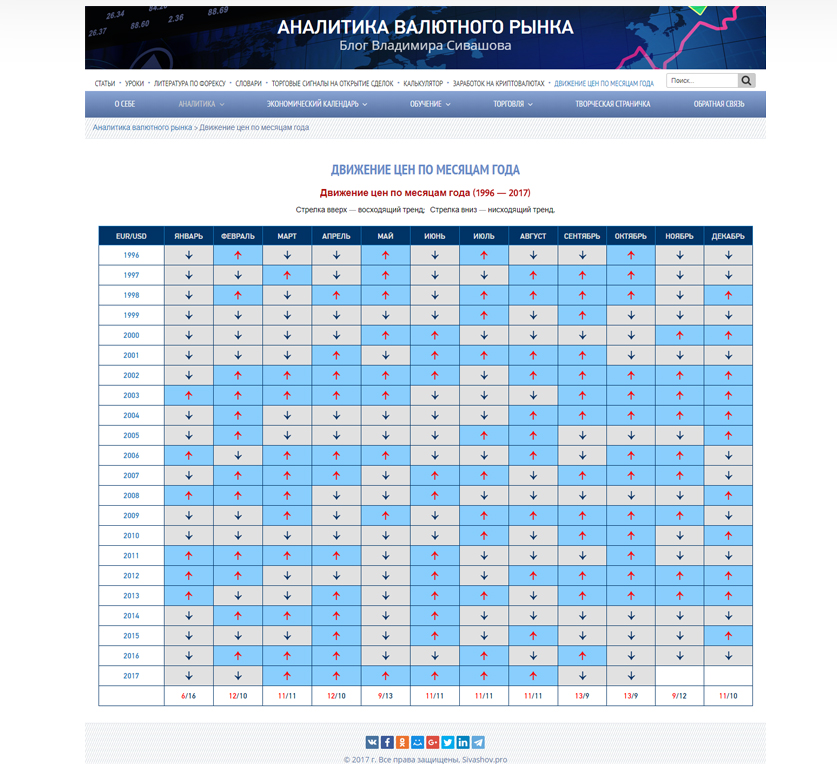 26.34
88.69
26.37
88.60
2.36
АНАЛИТИКА ВАЛЮТНОГО РЫНКА
Блог Владимира Сивашова
СТАТЬИ • УРОКИ • ЛИТЕРАТУРА ПО ФОРЕКСУ • СЛОВАРИ • ТОРГОВЫЕ СИГНАЛЫ НА ОТКРЫТИЕ СДЕЛОК • КАЛЬКУЛЯТОР • ЗАРАБОТОК НА КРИПТОВАЛЮТАХ • ДВИЖЕНИЕ ЦЕН ПО МЕСЯЦАМ ГОДА
Поиск...
О СЕБЕ АНАЛИТИКА ЭКОНОМИЧЕСКИЙ КАЛЕНДАРЬ ОБУЧЕНИЕ ТОРГОВЛЯ ТВОРЧЕСКАЯ СТРАНИЧКА ОБРАТНАЯ СВЯЗЬ
Аналитика валютного рынка > Движение цен по месяцам года
ДВИЖЕНИЕ ЦЕН ПО МЕСЯЦАМ ГОДА
Движение цен по месяцам года (1996 — 2017)
Стрелка вверх — восходящий тренд; Стрелка вниз — нисходящий тренд.
EUR/USD ЯНВАРЬ ФЕВРАЛЬ МАРТ АПРЕЛЬ МАЙ ИЮНЬ ИЮЛЬ АВГУСТ СЕНТЯБРЬ ОКТЯБРЬ НОЯБРЬ ДЕКАБРЬ
1996
1997
1998
1999
2000
2001
2002
2003
2004
2005
2006
2007
2008
2009
2010
2011
2012
2013
2014
2015
2016
2017
6/16 12/10 11/11 12/10 9/13 11/11 11/11 11/11 13/9 13/9 9/12 11/10
© 2017 г. Все права защищены. Sivashov.pro